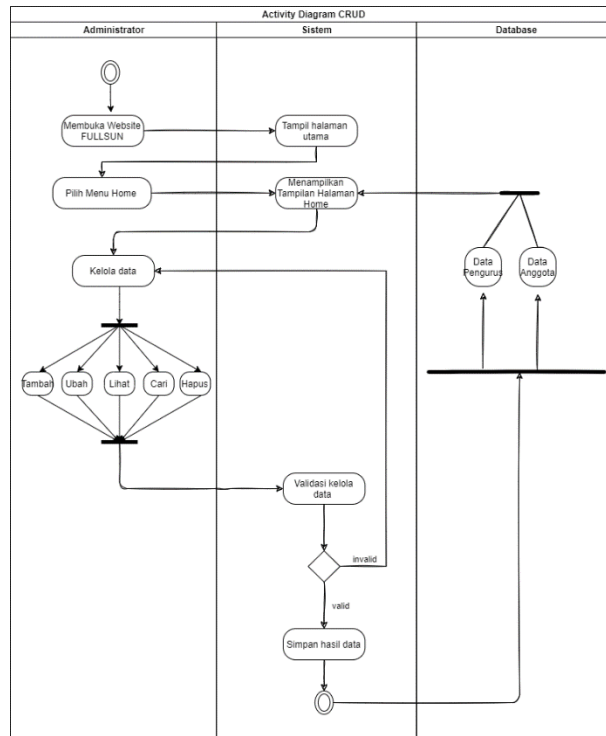 Activity Diagram CRUD
Administrator
Sistem
Database
Membuka Website
FULLSUN
Tampil halaman
utama
Pilih Menu Home
Menampilkan
Tampilan Halaman
Home
Data
Pengurus
Data
Anggota
Kelola data
Tambah
Ubah
Lihat
Cari
Hapus
Validasi kelola
data
invalid
valid
Simpan hasil data